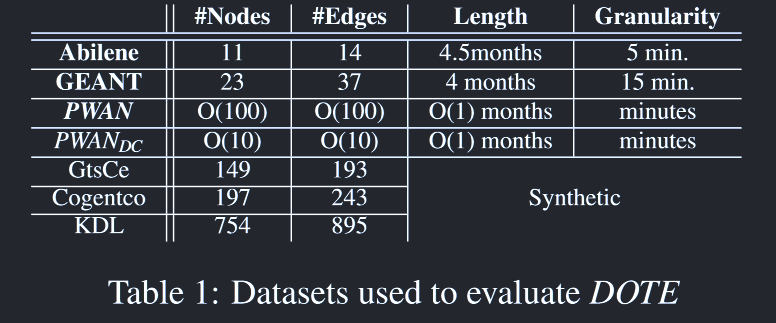 #Nodes #Edges Length Granularity
Abilene 11 14 4.5months 5 min.
GEANT 23 37 4 months 15 min.
PWAN O(100) O(100) O(1) months minutes
PWAN_DC O(10) O(10) O(1) months minutes
GtsCe 149 193
Cogentco 197 243 Synthetic
KDL 754 895
Table 1: Datasets used to evaluate DOTE